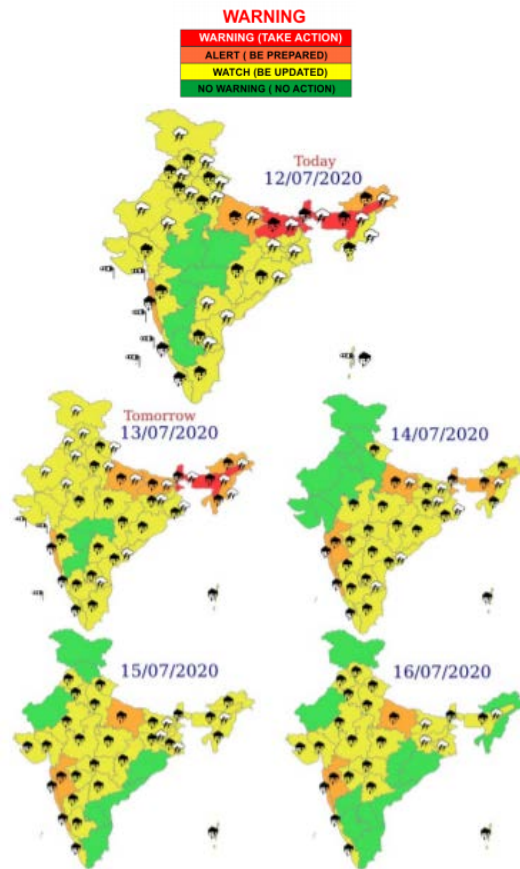 WARNING
WARNING (TAKE ACTION)
ALERT ( BE PREPARED)
WATCH (BE UPDATED)
NO WARNING ( NO ACTION)
Today
12/07/2020
Tomorrow
13/07/2020
14/07/2020
15/07/2020
16/07/2020